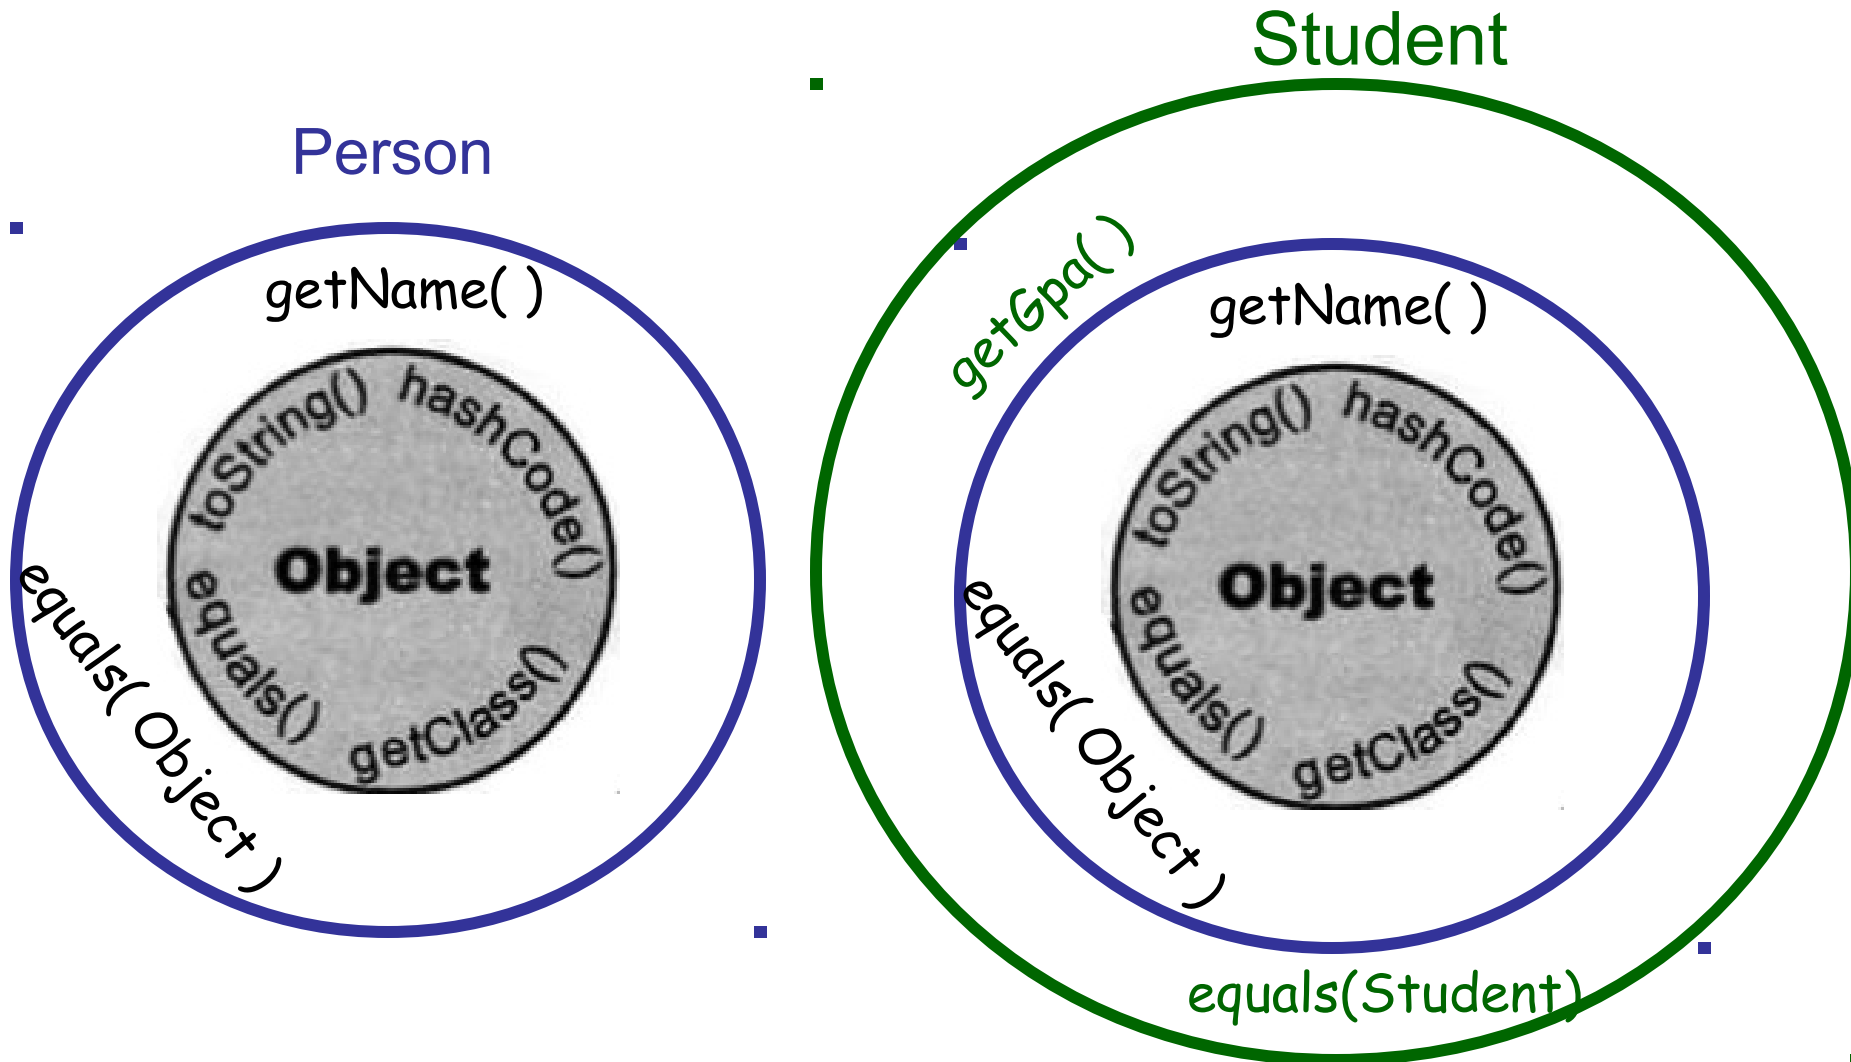 Person
getName( )
toString()
hashCode()
Object
equals()
getClass()
equals( Object )
Student
getGpa( )
getName( )
toString()
hashCode()
Object
equals()
getClass()
equals( Object )
equals(Student)